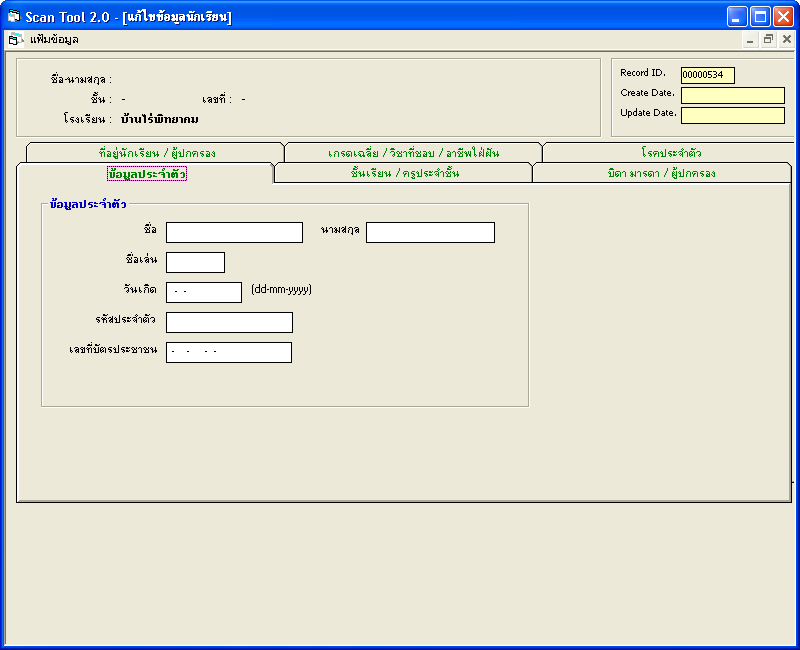 Scan Tool 2.0 - [แก้ไขข้อมูลนักเรียน]
แฟ้มข้อมูล
ชื่อ-นามสกุล :
ชั้น : - เลขที่ : -
โรงเรียน : บ้านไร่พิทยาคม
Record ID. 00000534
Create Date.
Update Date.
ที่อยู่นักเรียน / ผู้ปกครอง เกรดเฉลี่ย / วิชาที่ชอบ / อาชีพใฝ่ฝัน โรคประจำตัว
ข้อมูลประจำตัว ชั้นเรียน / ครูประจำชั้น บิดา มารดา / ผู้ปกครอง
ข้อมูลประจำตัว
ชื่อ นามสกุล
ชื่อเล่น
วันเกิด - - (dd-mm-yyyy)
รหัสประจำตัว
เลขที่บัตรประชาชน - - - -